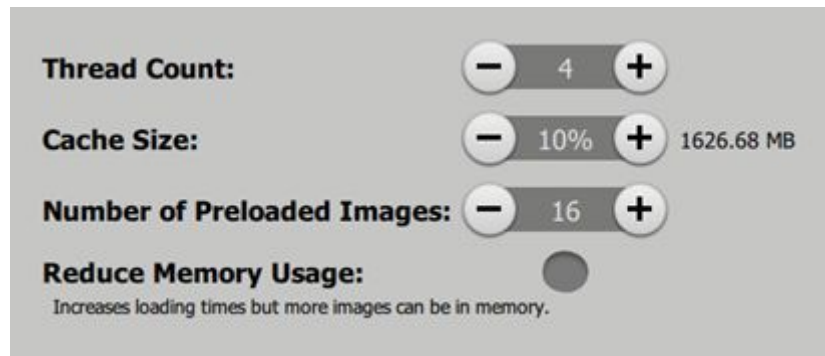 Thread Count: − 4 +
Cache Size: − 10% + 1626.68 MB
Number of Preloaded Images: − 16 +
Reduce Memory Usage:
Increases loading times but more images can be in memory.